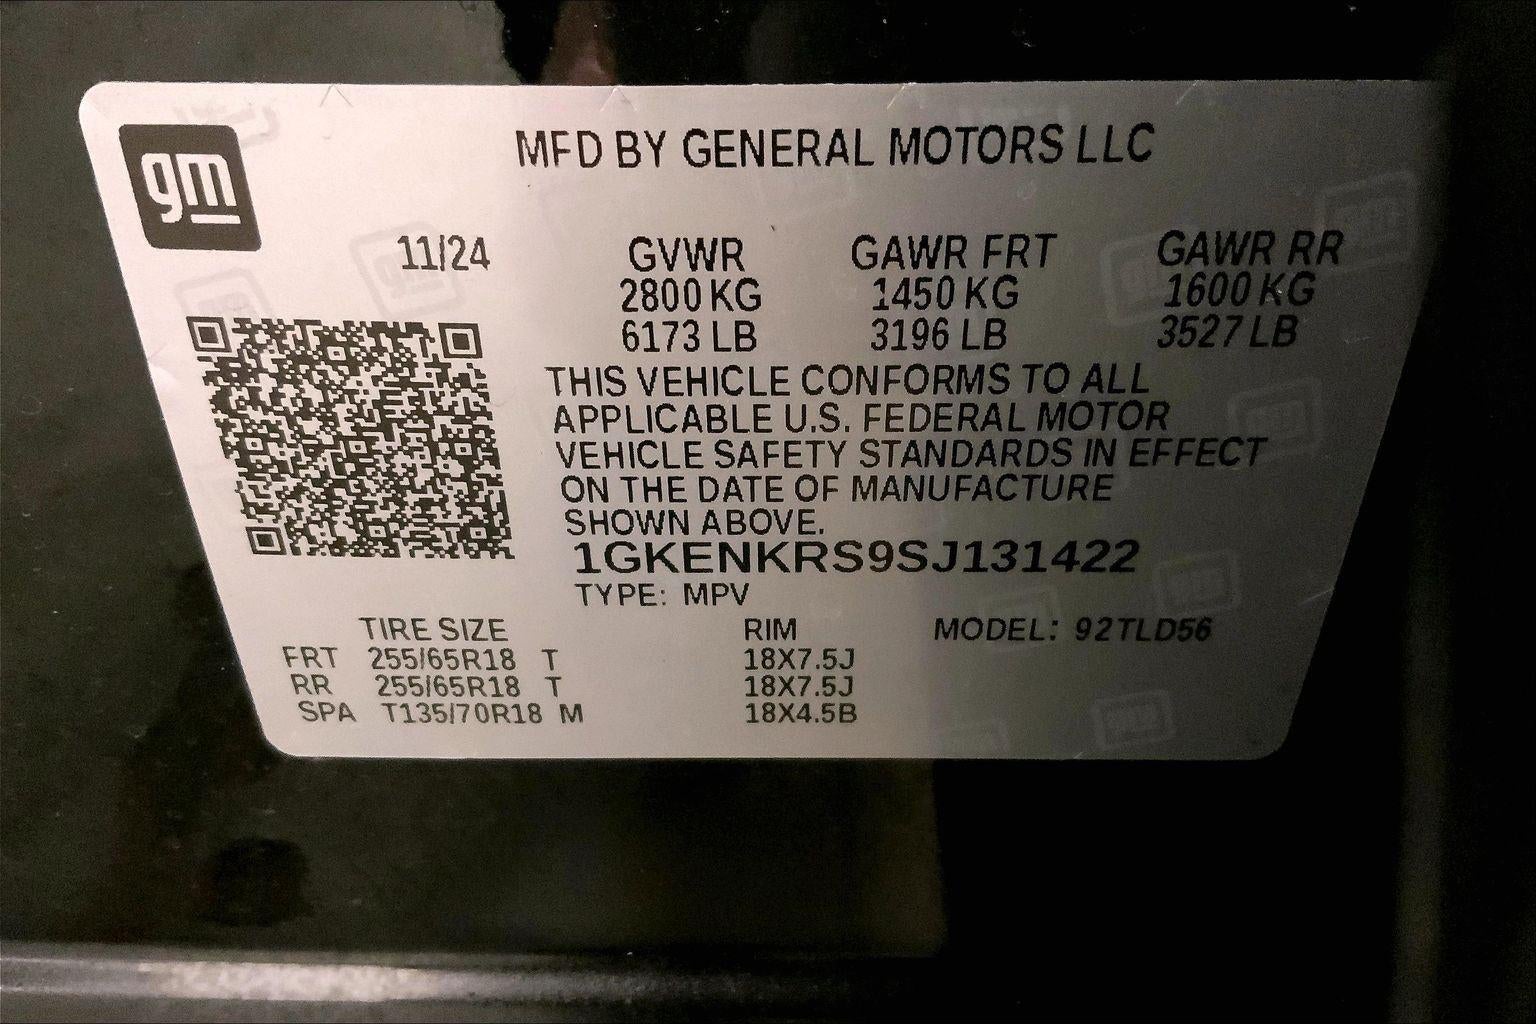 gm
MFD BY GENERAL MOTORS LLC
11/24 GVWR GAWR FRT GAWR RR
2800 KG 1450 KG 1600 KG
6173 LB 3196 LB 3527 LB
THIS VEHICLE CONFORMS TO ALL
APPLICABLE U.S. FEDERAL MOTOR
VEHICLE SAFETY STANDARDS IN EFFECT
ON THE DATE OF MANUFACTURE
SHOWN ABOVE.
1GKENKRS9SJ131422
TYPE: MPV
TIRE SIZE RIM MODEL: 92TLD56
FRT 255/65R18 T 18X7.5J
RR 255/65R18 T 18X7.5J
SPA T135/70R18 M 18X4.5B